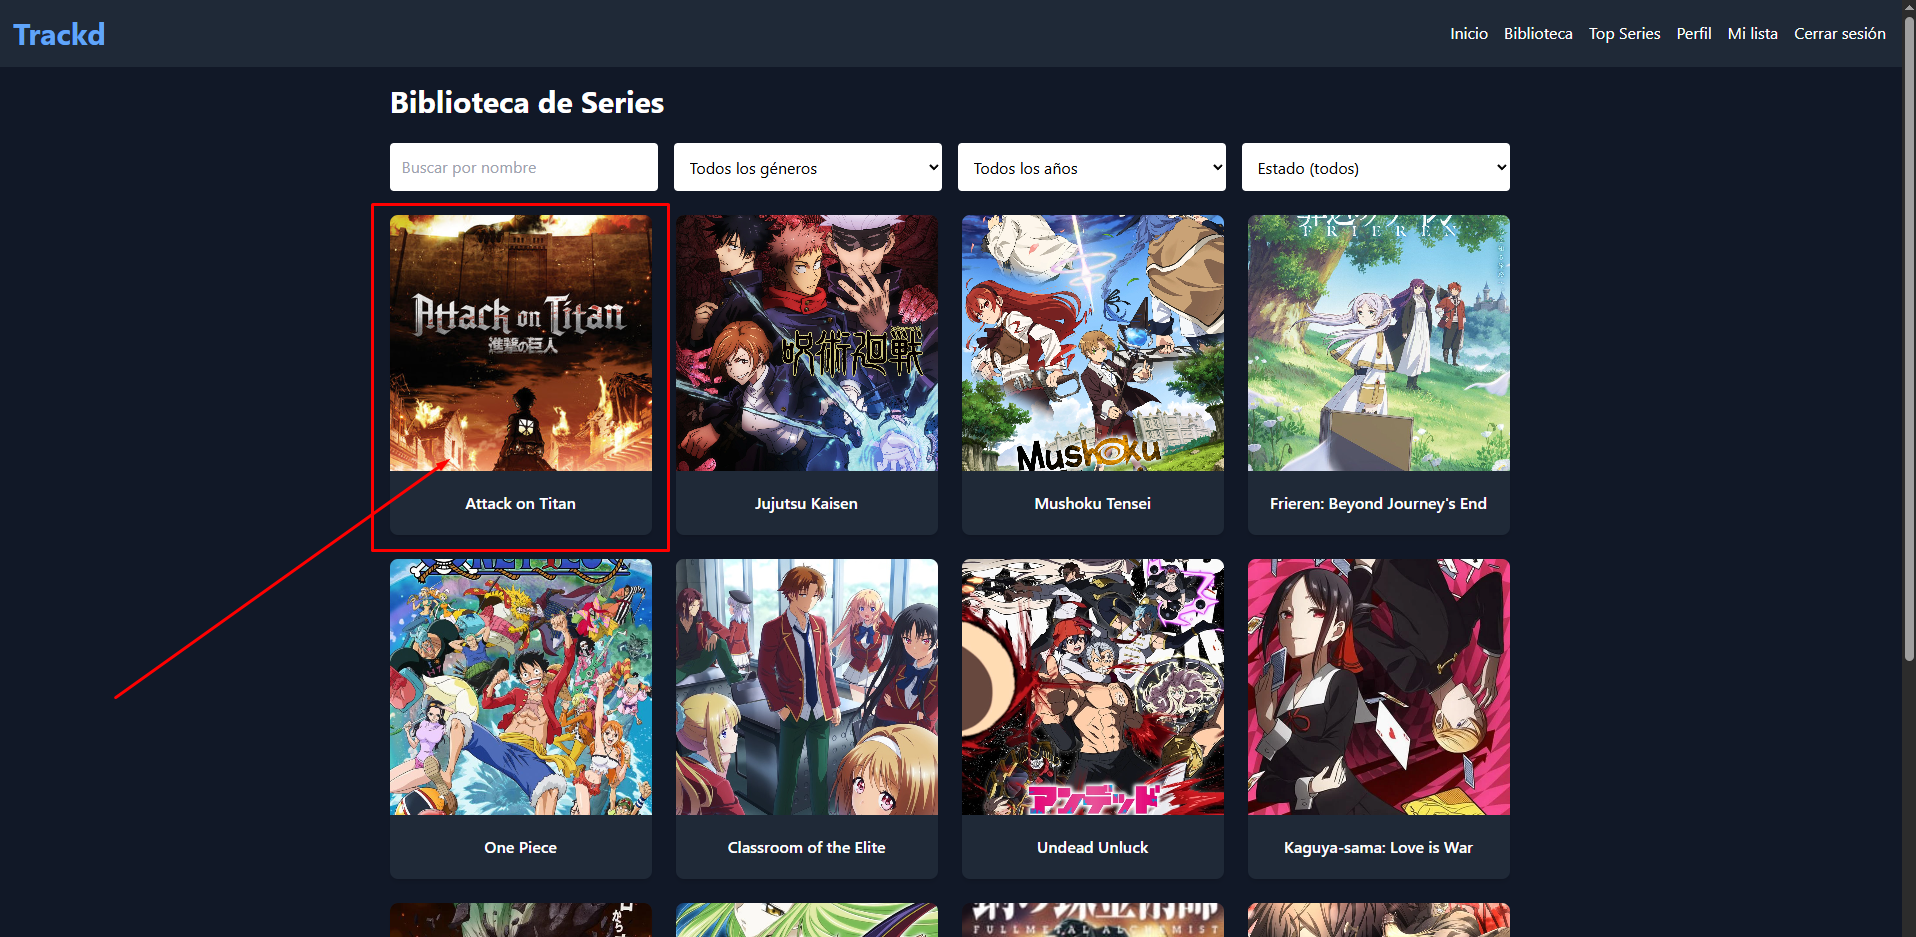 Trackd
Inicio Biblioteca Top Series Perfil Mi lista Cerrar sesión
Biblioteca de Series
Buscar por nombre
Todos los géneros
Todos los años
Estado (todos)
Attack on Titan
進撃の巨人
呪術廻戦
Mushoku
FRIEREN
Attack on Titan
Jujutsu Kaisen
Mushoku Tensei
Frieren: Beyond Journey's End
アンデッド
One Piece
Classroom of the Elite
Undead Unluck
Kaguya-sama: Love is War
FULLMETAL ALCHEMIST